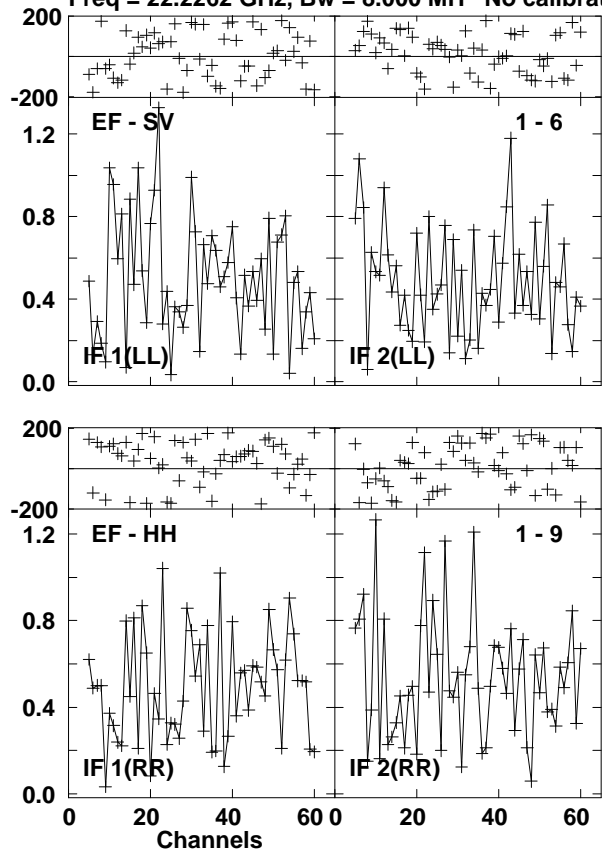 Freq = 22.2262 GHz, Bw = 8.000 MH No calibra
200
-200
EF - SV
1 - 6
1.2
0.8
0.4
IF 1(LL)
IF 2(LL)
0.0
200
-200
EF - HH
1 - 9
1.2
0.8
0.4
IF 1(RR)
IF 2(RR)
0.0
0 20 40 60 0 20 40 60
Channels